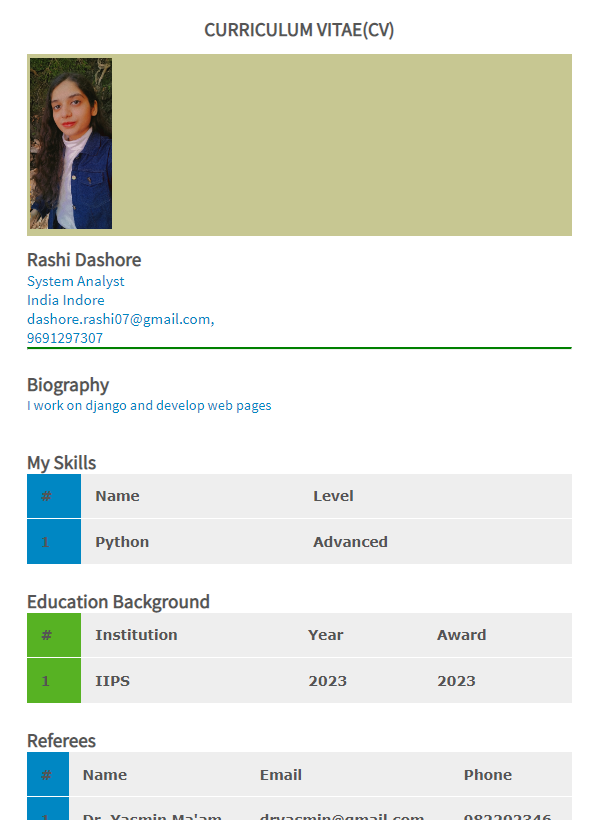 CURRICULUM VITAE(CV)
Rashi Dashore
System Analyst
India Indore
dashore.rashi07@gmail.com,
9691297307
Biography
I work on django and develop web pages
My Skills
# Name Level
1 Python Advanced
Education Background
# Institution Year Award
1 IIPS 2023 2023
Referees
# Name Email Phone
1 Dr. Yasmin Ma'am dryasmin@gmail.com 982292346